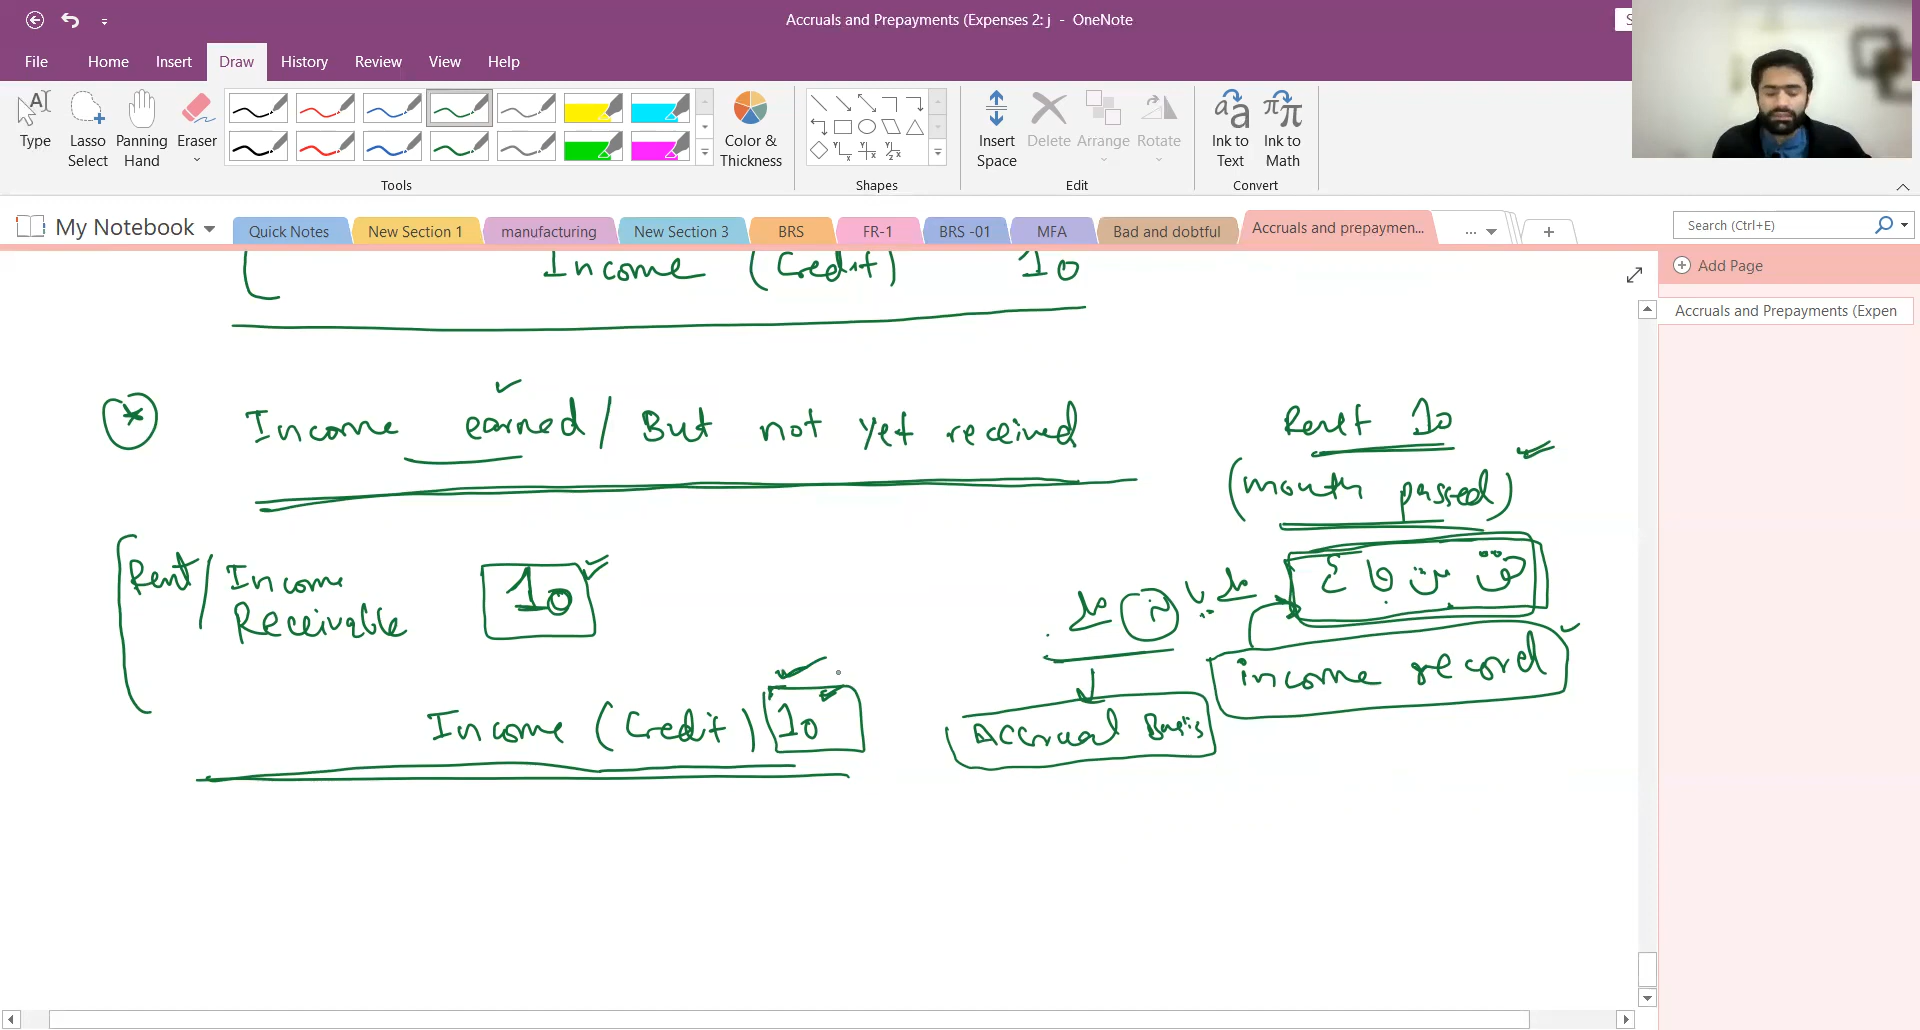 Accruals and Prepayments (Expenses 2: j - OneNote
File Home Insert Draw History Review View Help
Type
Lasso Select
Panning Hand
Eraser
Color & Thickness
Insert Space
Delete
Arrange
Rotate
Ink to Text
Ink to Math
Tools Shapes Edit Convert
My Notebook
Quick Notes
New Section 1
manufacturing
New Section 3
BRS
FR-1
BRS -01
MFA
Bad and doubtful
Accruals and prepaymen...
...
Search (Ctrl+E)
Add Page
Accruals and Prepayments (Expen
Income (Credit) 10
* Income earned / But not yet received
Rent 10
(month passed)
Rent / Income Receivable 10
income record
Income (Credit) 10
Accrual Basis